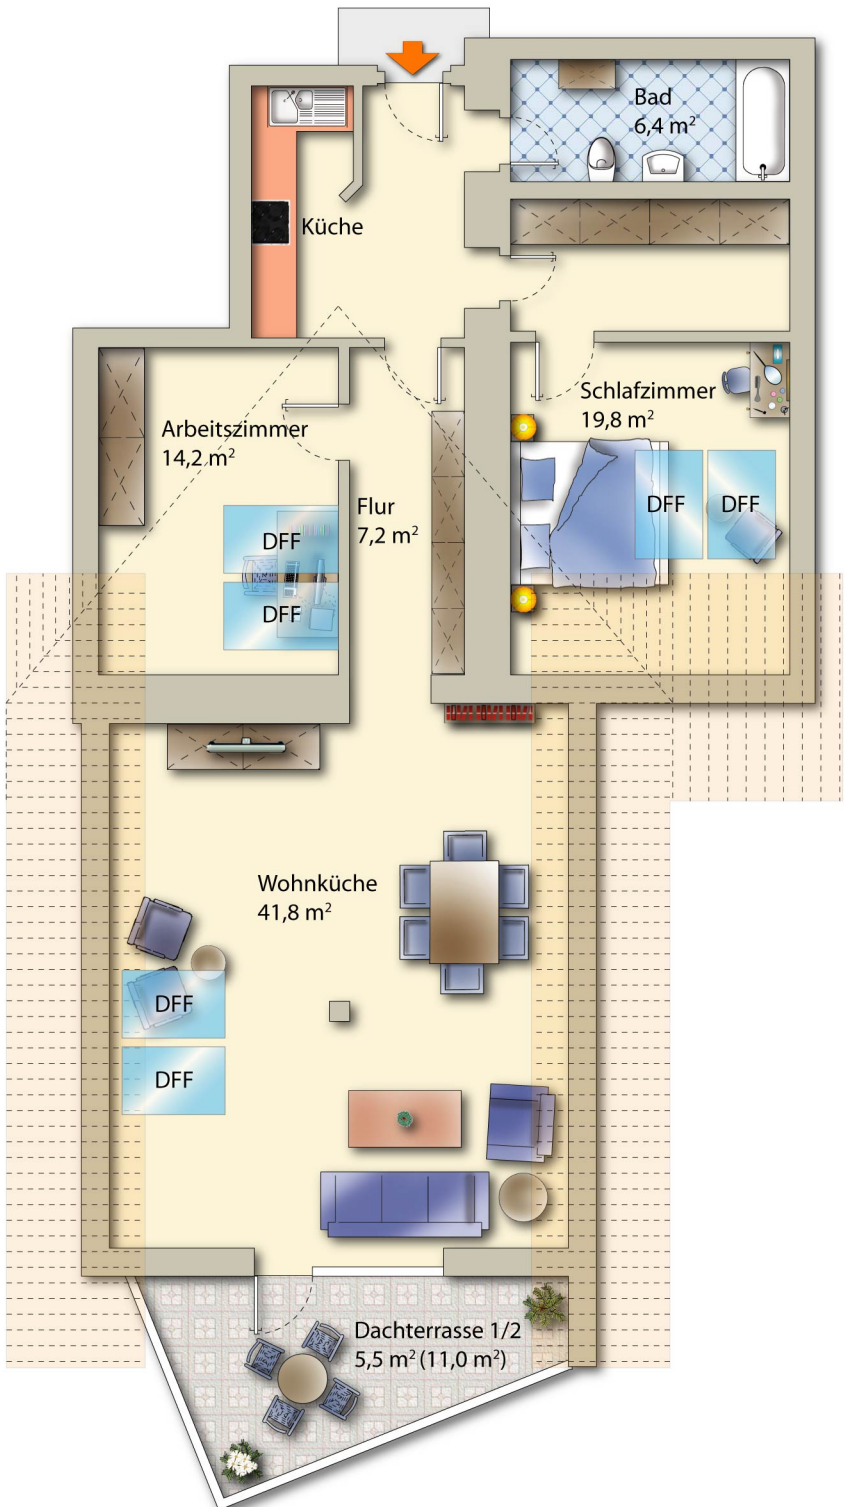 Bad
6,4 m²
Küche
Schlafzimmer
19,8 m²
Arbeitszimmer
14,2 m²
Flur
7,2 m²
DFF
DFF
DFF
DFF
Wohnküche
41,8 m²
DFF
DFF
Dachterrasse 1/2
5,5 m² (11,0 m²)